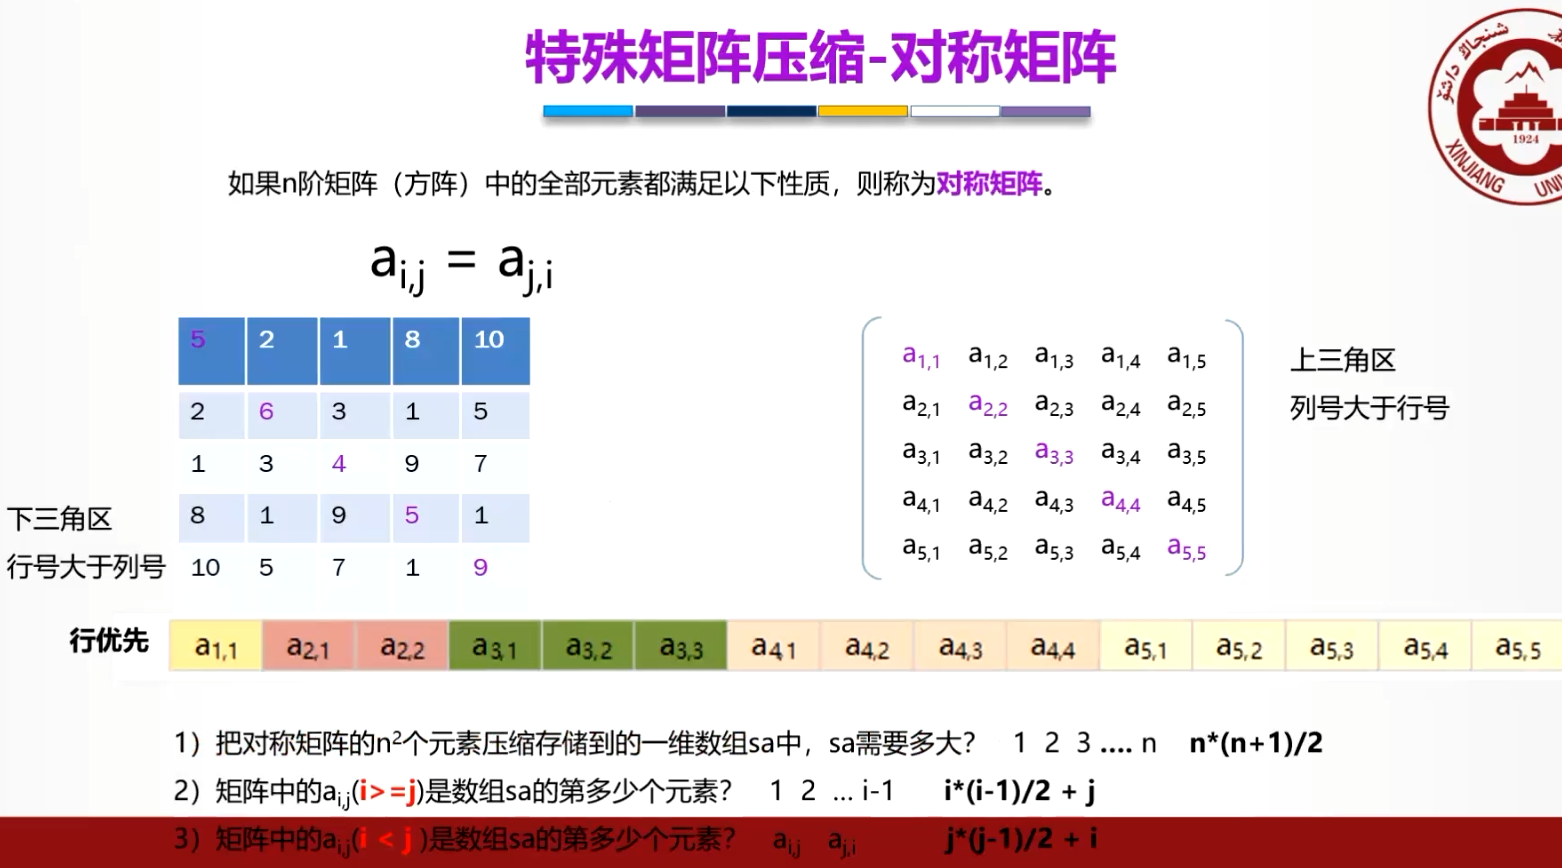 特殊矩阵压缩-对称矩阵
1924
XINJIANG UNI
如果n阶矩阵（方阵）中的全部元素都满足以下性质，则称为对称矩阵。
a_{i,j} = a_{j,i}
5 2 1 8 10
2 6 3 1 5
1 3 4 9 7
8 1 9 5 1
10 5 7 1 9
下三角区
行号大于列号
a_{1,1} a_{1,2} a_{1,3} a_{1,4} a_{1,5}
a_{2,1} a_{2,2} a_{2,3} a_{2,4} a_{2,5}
a_{3,1} a_{3,2} a_{3,3} a_{3,4} a_{3,5}
a_{4,1} a_{4,2} a_{4,3} a_{4,4} a_{4,5}
a_{5,1} a_{5,2} a_{5,3} a_{5,4} a_{5,5}
上三角区
列号大于行号
行优先 a_{1,1} a_{2,1} a_{2,2} a_{3,1} a_{3,2} a_{3,3} a_{4,1} a_{4,2} a_{4,3} a_{4,4} a_{5,1} a_{5,2} a_{5,3} a_{5,4} a_{5,5}
1）把对称矩阵的n²个元素压缩存储到的一维数组sa中，sa需要多大？ 1 2 3 .... n n*(n+1)/2
2）矩阵中的a_{i,j}(i>=j)是数组sa的第多少个元素？ 1 2 ... i-1 i*(i-1)/2 + j
3）矩阵中的a_{i,j}(i < j )是数组sa的第多少个元素？ a_{i,j} a_{j,i} j*(j-1)/2 + i